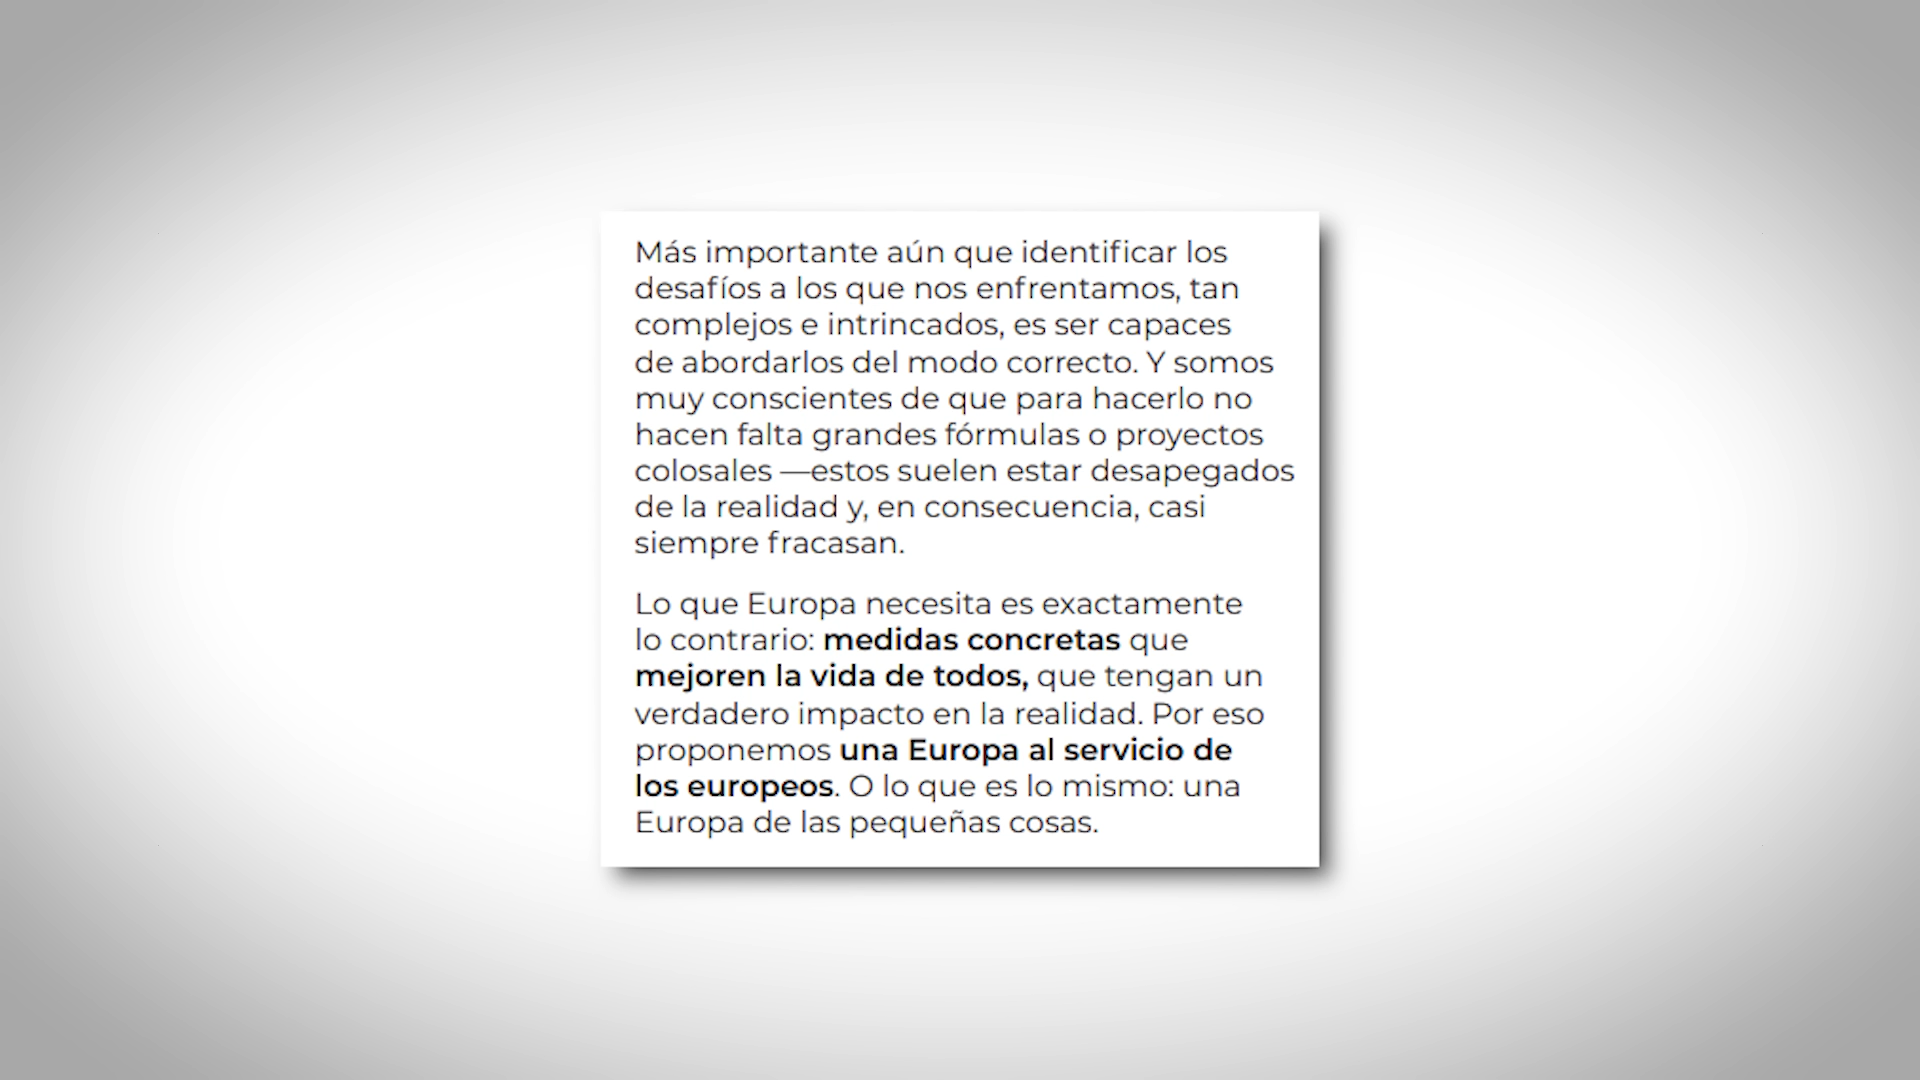 Más importante aún que identificar los
desafíos a los que nos enfrentamos, tan
complejos e intrincados, es ser capaces
de abordarlos del modo correcto. Y somos
muy conscientes de que para hacerlo no
hacen falta grandes fórmulas o proyectos
colosales —estos suelen estar desapegados
de la realidad y, en consecuencia, casi
siempre fracasan.
Lo que Europa necesita es exactamente
lo contrario: medidas concretas que
mejoren la vida de todos, que tengan un
verdadero impacto en la realidad. Por eso
proponemos una Europa al servicio de
los europeos. O lo que es lo mismo: una
Europa de las pequeñas cosas.